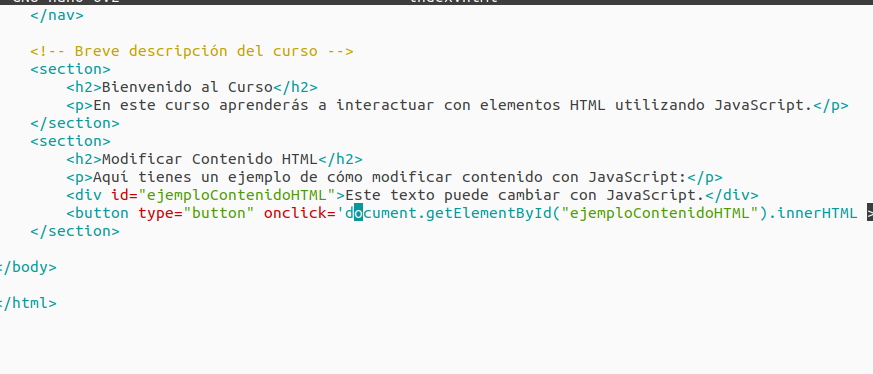 </nav>
<!-- Breve descripción del curso -->
<section>
<h2>Bienvenido al Curso</h2>
<p>En este curso aprenderás a interactuar con elementos HTML utilizando JavaScript.</p>
</section>
<section>
<h2>Modificar Contenido HTML</h2>
<p>Aquí tienes un ejemplo de cómo modificar contenido con JavaScript:</p>
<div id="ejemploContenidoHTML">Este texto puede cambiar con JavaScript.</div>
<button type="button" onclick='document.getElementById("ejemploContenidoHTML").innerHTML >
</section>
</body>
</html>